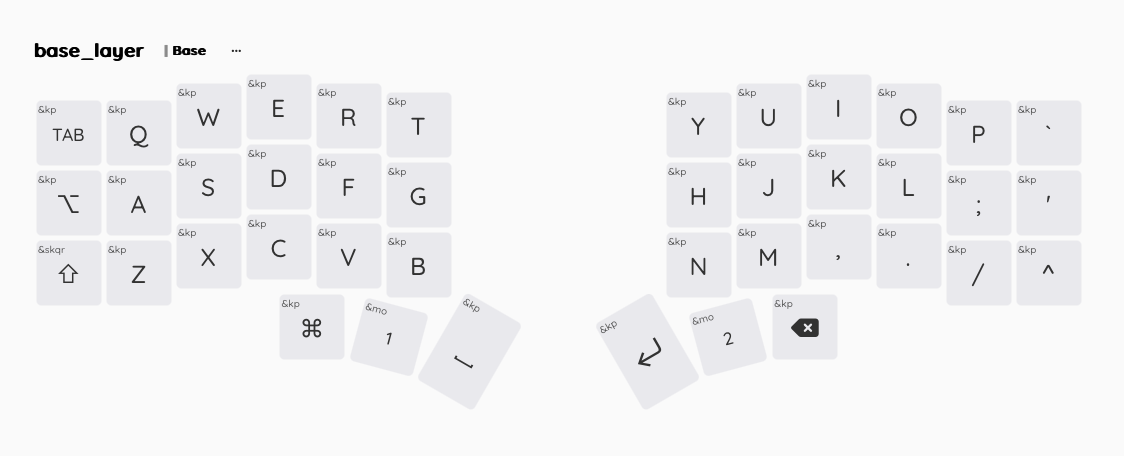 base_layer | Base ...
&kp TAB &kp Q &kp W &kp E &kp R &kp T &kp Y &kp U &kp I &kp O &kp P &kp `
&kp ⌥ &kp A &kp S &kp D &kp F &kp G &kp H &kp J &kp K &kp L &kp ; &kp '
&skqr ⇧ &kp Z &kp X &kp C &kp V &kp B &kp N &kp M &kp , &kp . &kp / &kp ^
&kp ⌘ &mo 1 &kp ⎵ &kp ↵ &mo 2 &kp ⌫